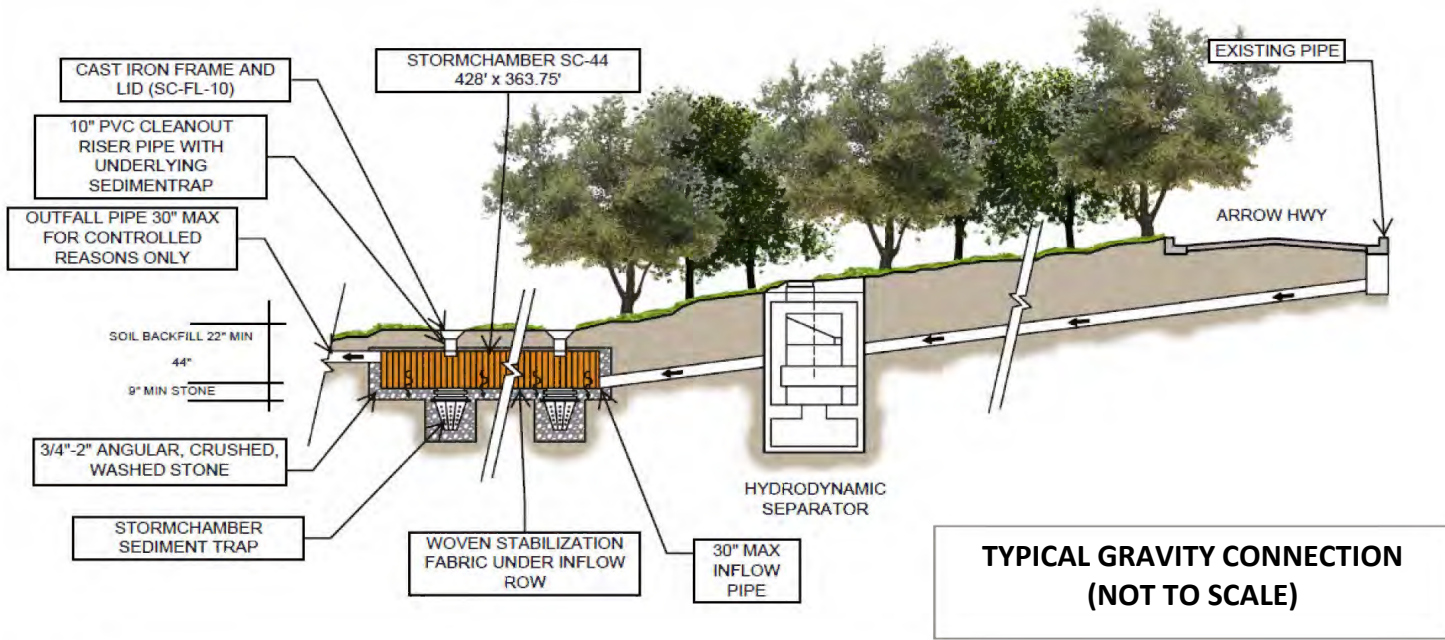 CAST IRON FRAME AND
LID (SC-FL-10)
STORMCHAMBER SC-44
428' x 363.75'
EXISTING PIPE
10" PVC CLEANOUT
RISER PIPE WITH
UNDERLYING
SEDIMENTRAP
OUTFALL PIPE 30" MAX
FOR CONTROLLED
REASONS ONLY
ARROW HWY
SOIL BACKFILL 22" MIN
44"
9" MIN STONE
3/4"-2" ANGULAR, CRUSHED,
WASHED STONE
STORMCHAMBER
SEDIMENT TRAP
WOVEN STABILIZATION
FABRIC UNDER INFLOW
ROW
30" MAX
INFLOW
PIPE
HYDRODYNAMIC
SEPARATOR
TYPICAL GRAVITY CONNECTION
(NOT TO SCALE)